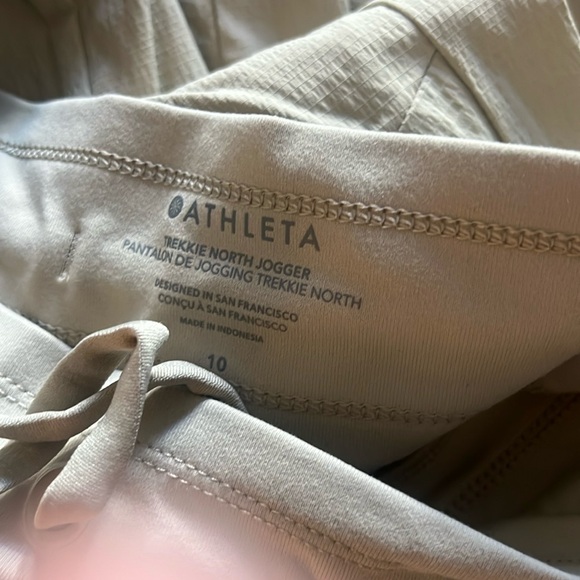 ATHLETA
TREKKIE NORTH JOGGER
PANTALON DE JOGGING TREKKIE NORTH
DESIGNED IN SAN FRANCISCO
CONÇU À SAN FRANCISCO
MADE IN INDONESIA
10